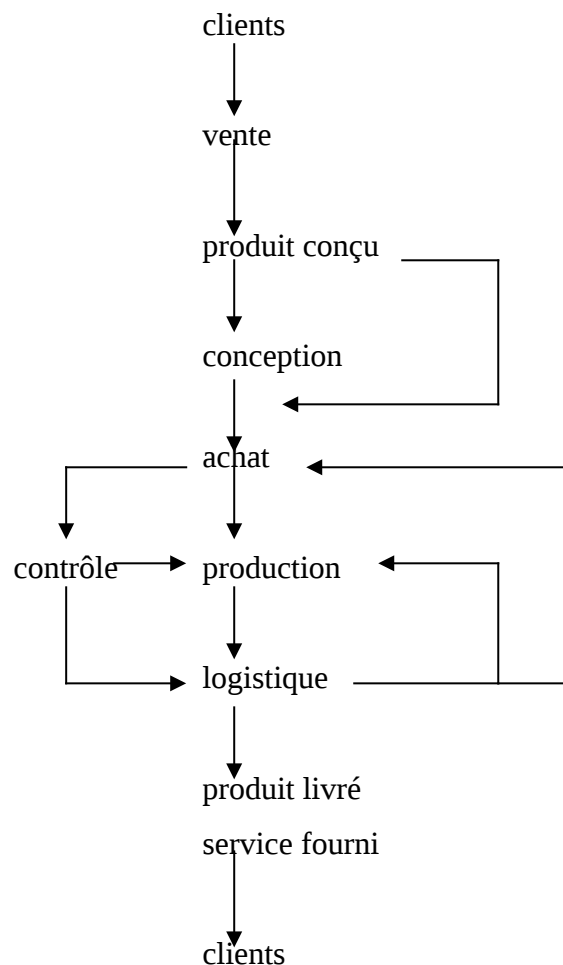 clients
vente
produit conçu
conception
achat
contrôle production
logistique
produit livré
service fourni
clients